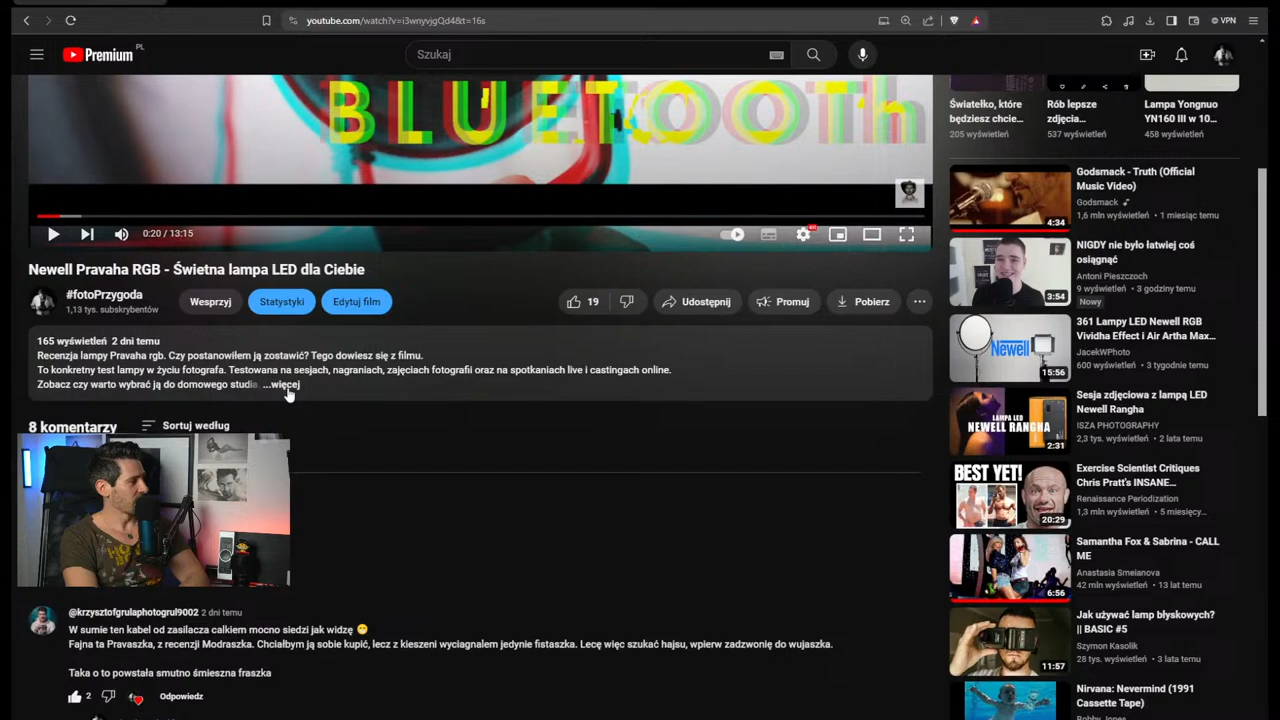 youtube.com/watch?v=i3wnyvjgQd4&t=16s
VPN
Premium PL
Szukaj
BLUETOOTh
0:20 / 13:15
Newell Pravaha RGB - Świetna lampa LED dla Ciebie
#fotoPrzygoda
1,13 tys. subskrybentów
Wesprzyj
Statystyki
Edytuj film
19
Udostępnij
Promuj
Pobierz
165 wyświetleń 2 dni temu
Recenzja lampy Pravaha rgb. Czy postanowiłem ją zostawić? Tego dowiesz się z filmu.
To konkretny test lampy w życiu fotografa. Testowana na sesjach, nagraniach, zajęciach fotografii oraz na spotkaniach live i castingach online.
Zobacz czy warto wybrać ją do domowego studia. ...więcej
8 komentarzy
Sortuj według
@krzysztofgrulaphotogrul9002 2 dni temu
W sumie ten kabel od zasilacza calkiem mocno siedzi jak widzę 😁
Fajna ta Pravaszka, z recenzji Modraszka. Chciałbym ją sobie kupić, lecz z kieszeni wyciagnalem jedynie fistaszka. Lecę więc szukać hajsu, wpierw zadzwonię do wujaszka.
Taka o to powstała smutno śmieszna fraszka
2
Odpowiedz
Światełko, które
będziesz chcie...
205 wyświetleń
Rób lepsze
zdjęcia...
537 wyświetleń
Lampa Yongnuo
YN160 III w 10...
458 wyświetleń
4:34
Godsmack - Truth (Official
Music Video)
Godsmack
1,6 mln wyświetleń • 1 miesiąc temu
3:54
NIGDY nie było łatwiej coś
osiągnąć
Antoni Pieszczoch
9 wyświetleń • 3 godziny temu
Nowy
Newell
15:56
361 Lampy LED Newell RGB
Vividha Effect i Air Artha Max...
JacekWPhoto
600 wyświetleń • 3 tygodnie temu
LAMPA LED
NEWELL RANGHA
2:31
Sesja zdjęciowa z lampą LED
Newell Rangha
ISZA PHOTOGRAPHY
2,3 tys. wyświetleń • 2 lata temu
BEST YET!
20:29
Exercise Scientist Critiques
Chris Pratt's INSANE...
Renaissance Periodization
1,3 mln wyświetleń • 5 miesięcy...
6:56
Samantha Fox & Sabrina - CALL
ME
Anastasia Smeianova
42 mln wyświetleń • 13 lat temu
11:57
Jak używać lamp błyskowych?
|| BASIC #5
Szymon Kasolik
28 tys. wyświetleń • 3 lata temu
Nirvana: Nevermind (1991
Cassette Tape)